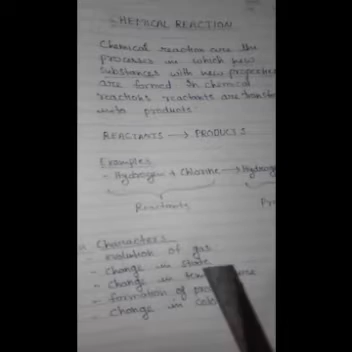 CHEMICAL REACTION
Chemical reaction are the
processes in which new
substances with new properties
are formed In chemical
reactions reactants are
into products.
REACTANTS → PRODUCTS
Examples
- Hydrogen + Chlorine →
Reactants
Characters
- evolution of gas
- change in state
- change in
- formation of
- change in